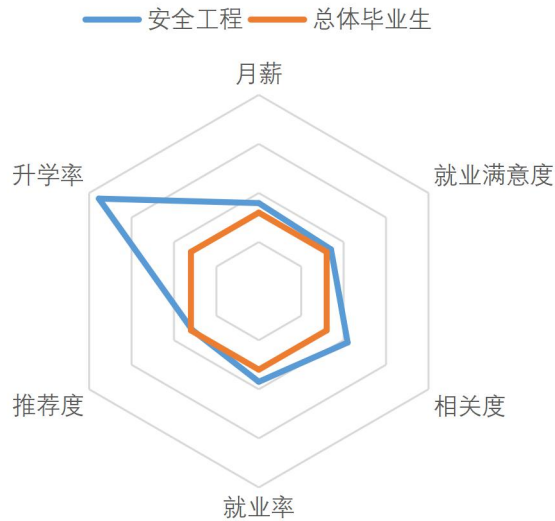 安全工程 总体毕业生
月薪
升学率 就业满意度
推荐度 相关度
就业率